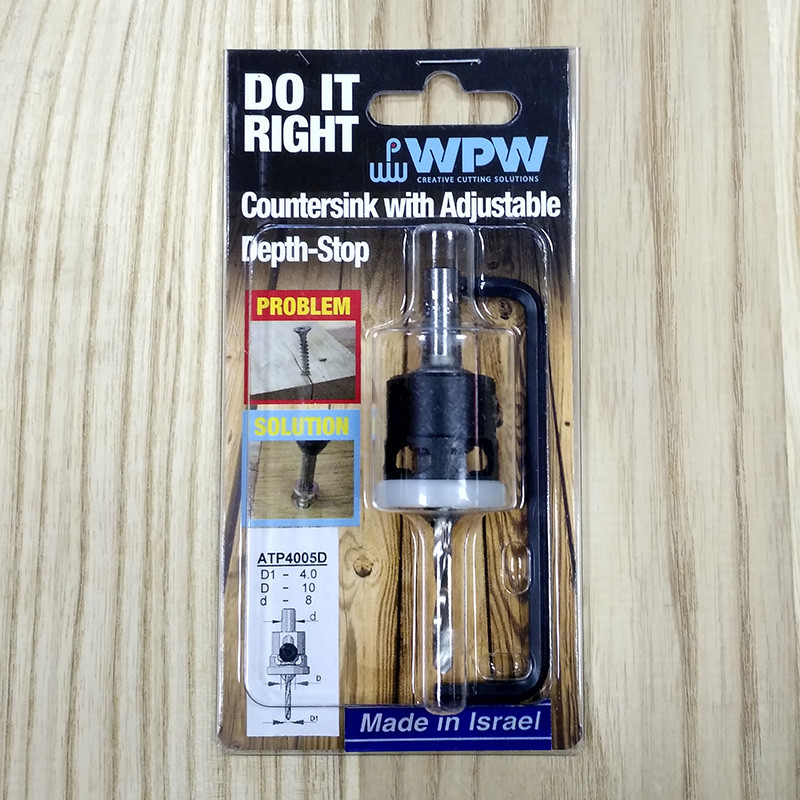 DO IT
RIGHT
WPW
CREATIVE CUTTING SOLUTIONS
Countersink with Adjustable
Depth-Stop
PROBLEM
SOLUTION
ATP4005D
D1 - 4.0
D - 10
d - 8
d
D
D1
Made in Israel